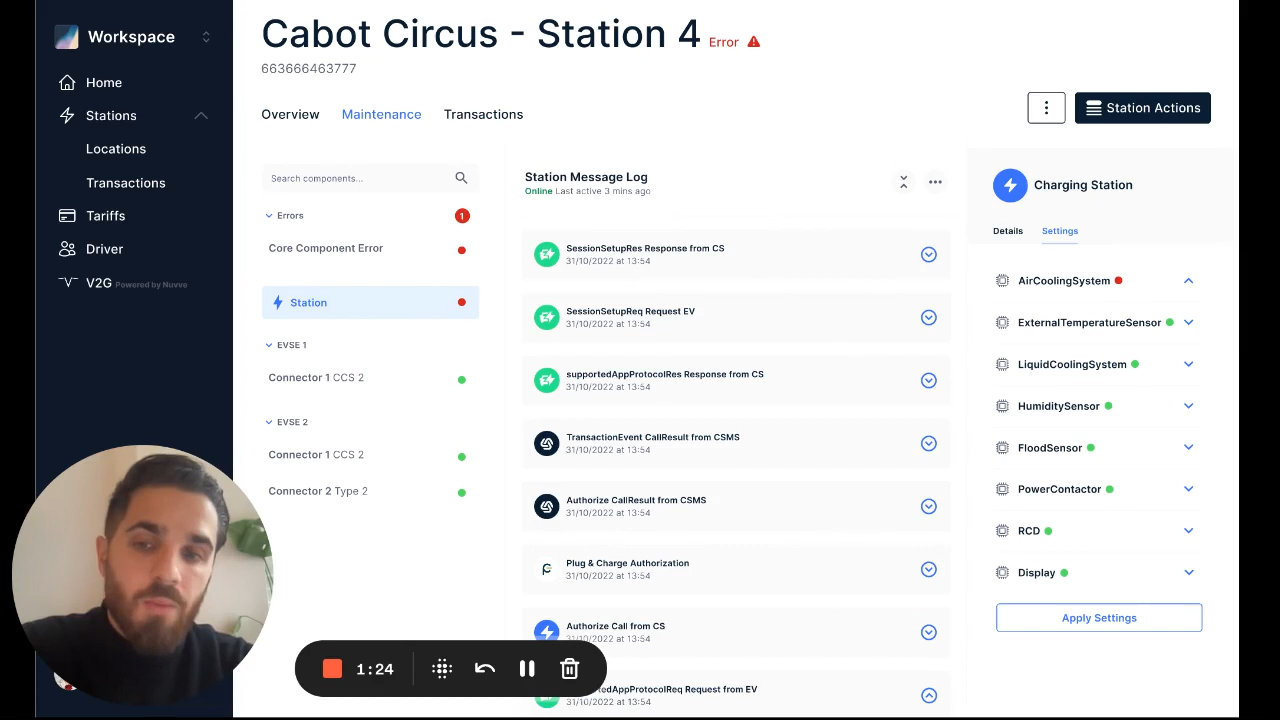 Workspace
Home
Stations
Locations
Transactions
Tariffs
Driver
V2G Powered by Nuvve
Cabot Circus - Station 4 Error
663666463777
Overview Maintenance Transactions
Station Actions
Search components...
Errors 1
Core Component Error
Station
EVSE 1
Connector 1 CCS 2
EVSE 2
Connector 1 CCS 2
Connector 2 Type 2
Station Message Log
Online Last active 3 mins ago
SessionSetupRes Response from CS
31/10/2022 at 13:54
SessionSetupReq Request EV
31/10/2022 at 13:54
supportedAppProtocolRes Response from CS
31/10/2022 at 13:54
TransactionEvent CallResult from CSMS
31/10/2022 at 13:54
Authorize CallResult from CSMS
31/10/2022 at 13:54
Plug & Charge Authorization
31/10/2022 at 13:54
Authorize Call from CS
31/10/2022 at 13:54
rtedAppProtocolReq Request from EV
31/10/2022 at 13:54
Charging Station
Details Settings
AirCoolingSystem
ExternalTemperatureSensor
LiquidCoolingSystem
HumiditySensor
FloodSensor
PowerContactor
RCD
Display
Apply Settings
1:24